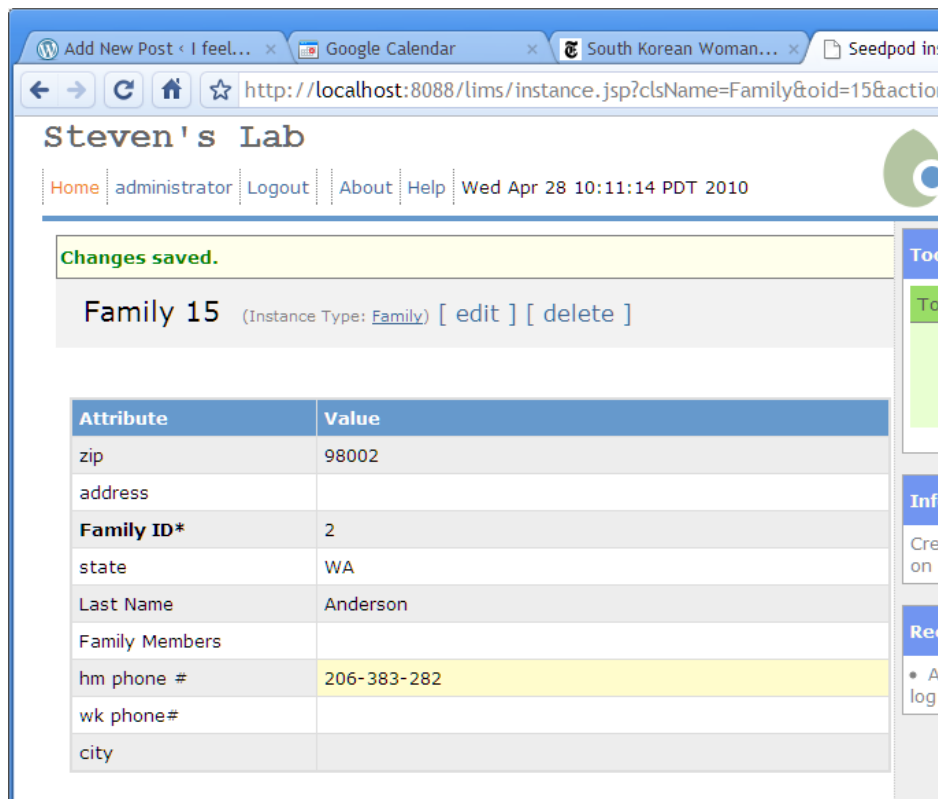 Add New Post ‹ I feel... × Google Calendar × South Korean Woman... × Seedpod ins
http://localhost:8088/lims/instance.jsp?clsName=Family&oid=15&action
Steven's Lab
Home administrator Logout About Help Wed Apr 28 10:11:14 PDT 2010
Changes saved.
Family 15 (Instance Type: Family) [ edit ] [ delete ]
Attribute Value
zip 98002
address
Family ID* 2
state WA
Last Name Anderson
Family Members
hm phone # 206-383-282
wk phone#
city
Too
To
Inf
Cre
on
Rec
• A
log